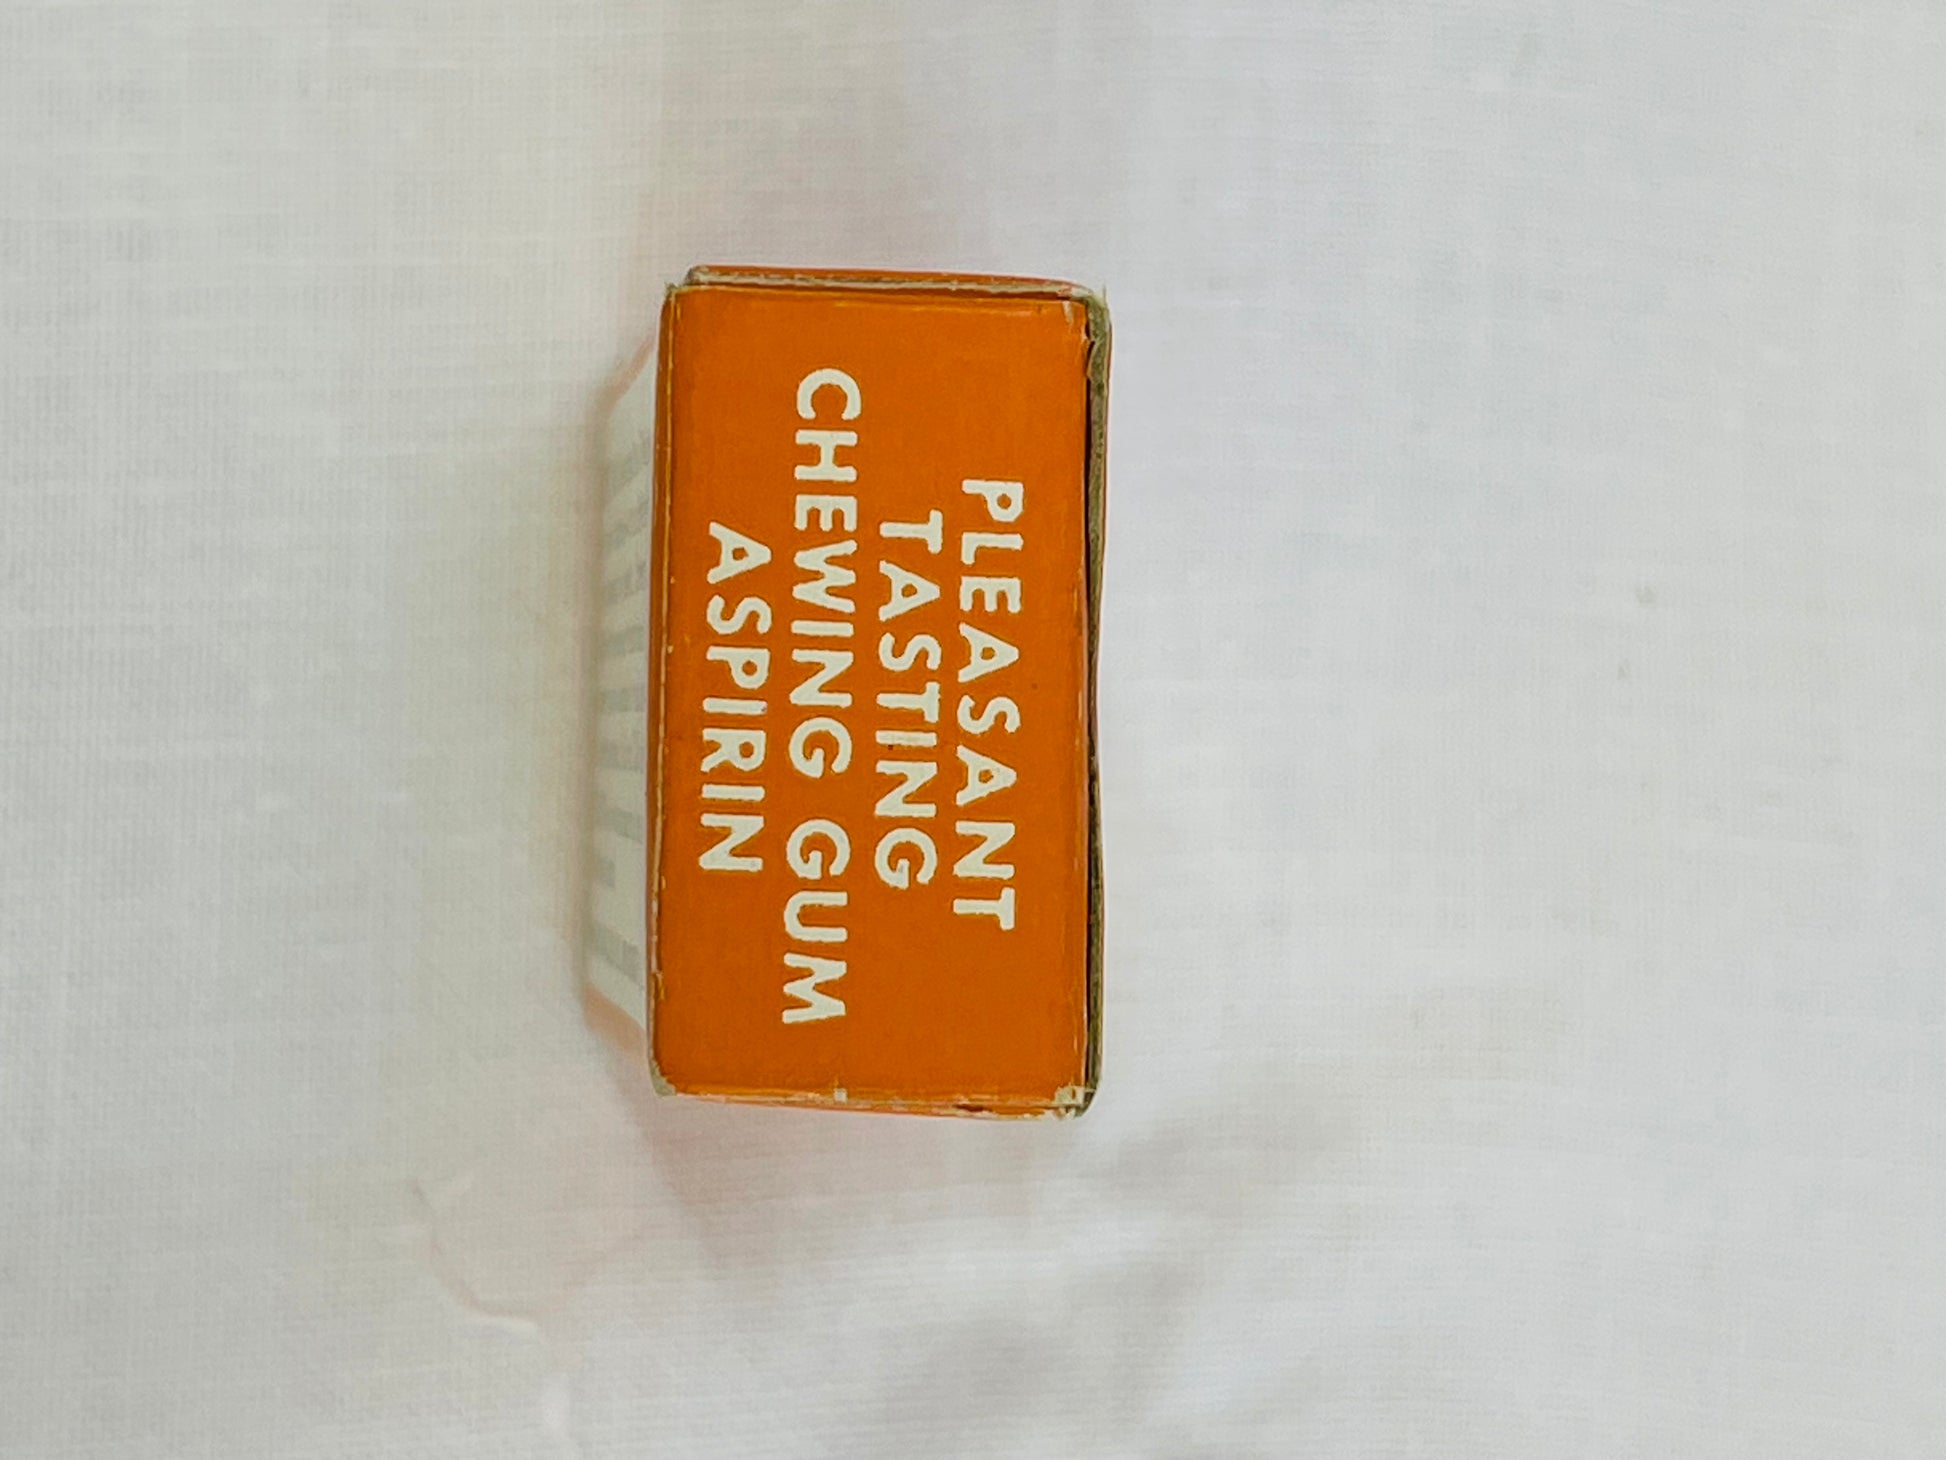 PLEASANT
TASTING
CHEWING GUM
ASPIRIN